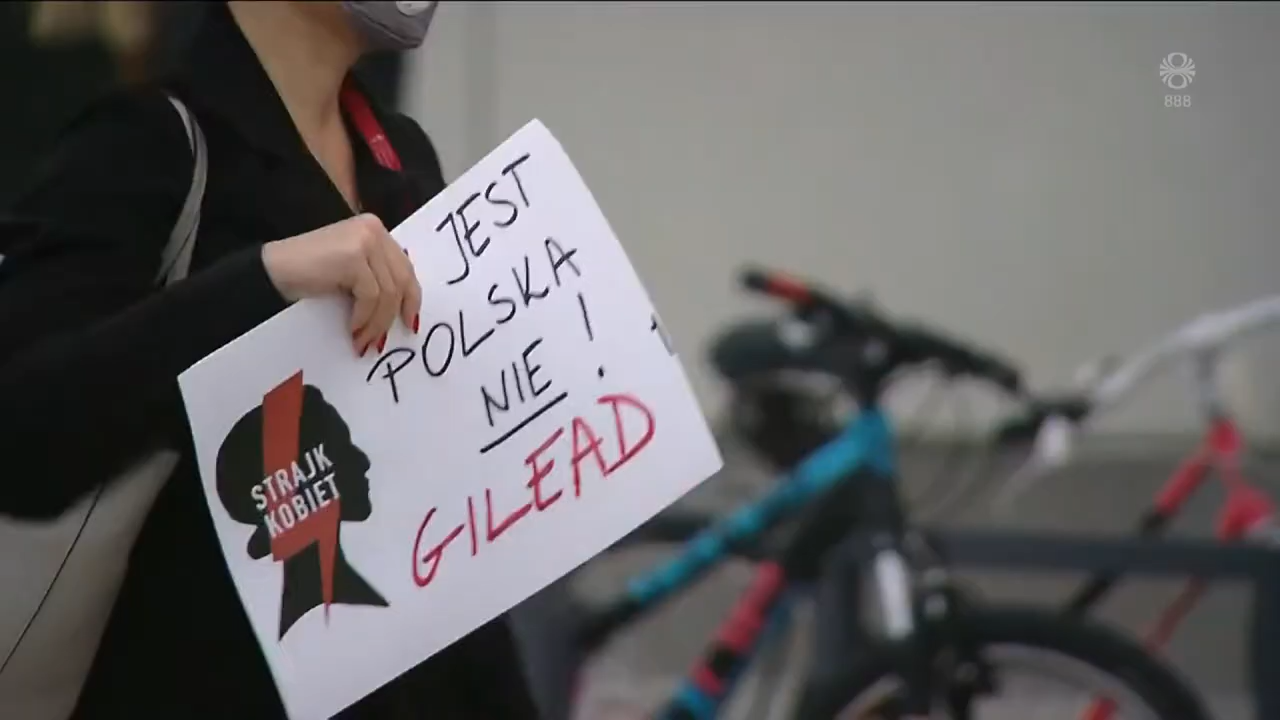 JEST
POLSKA
NIE !
GILEAD
STRAJK
KOBIET
888